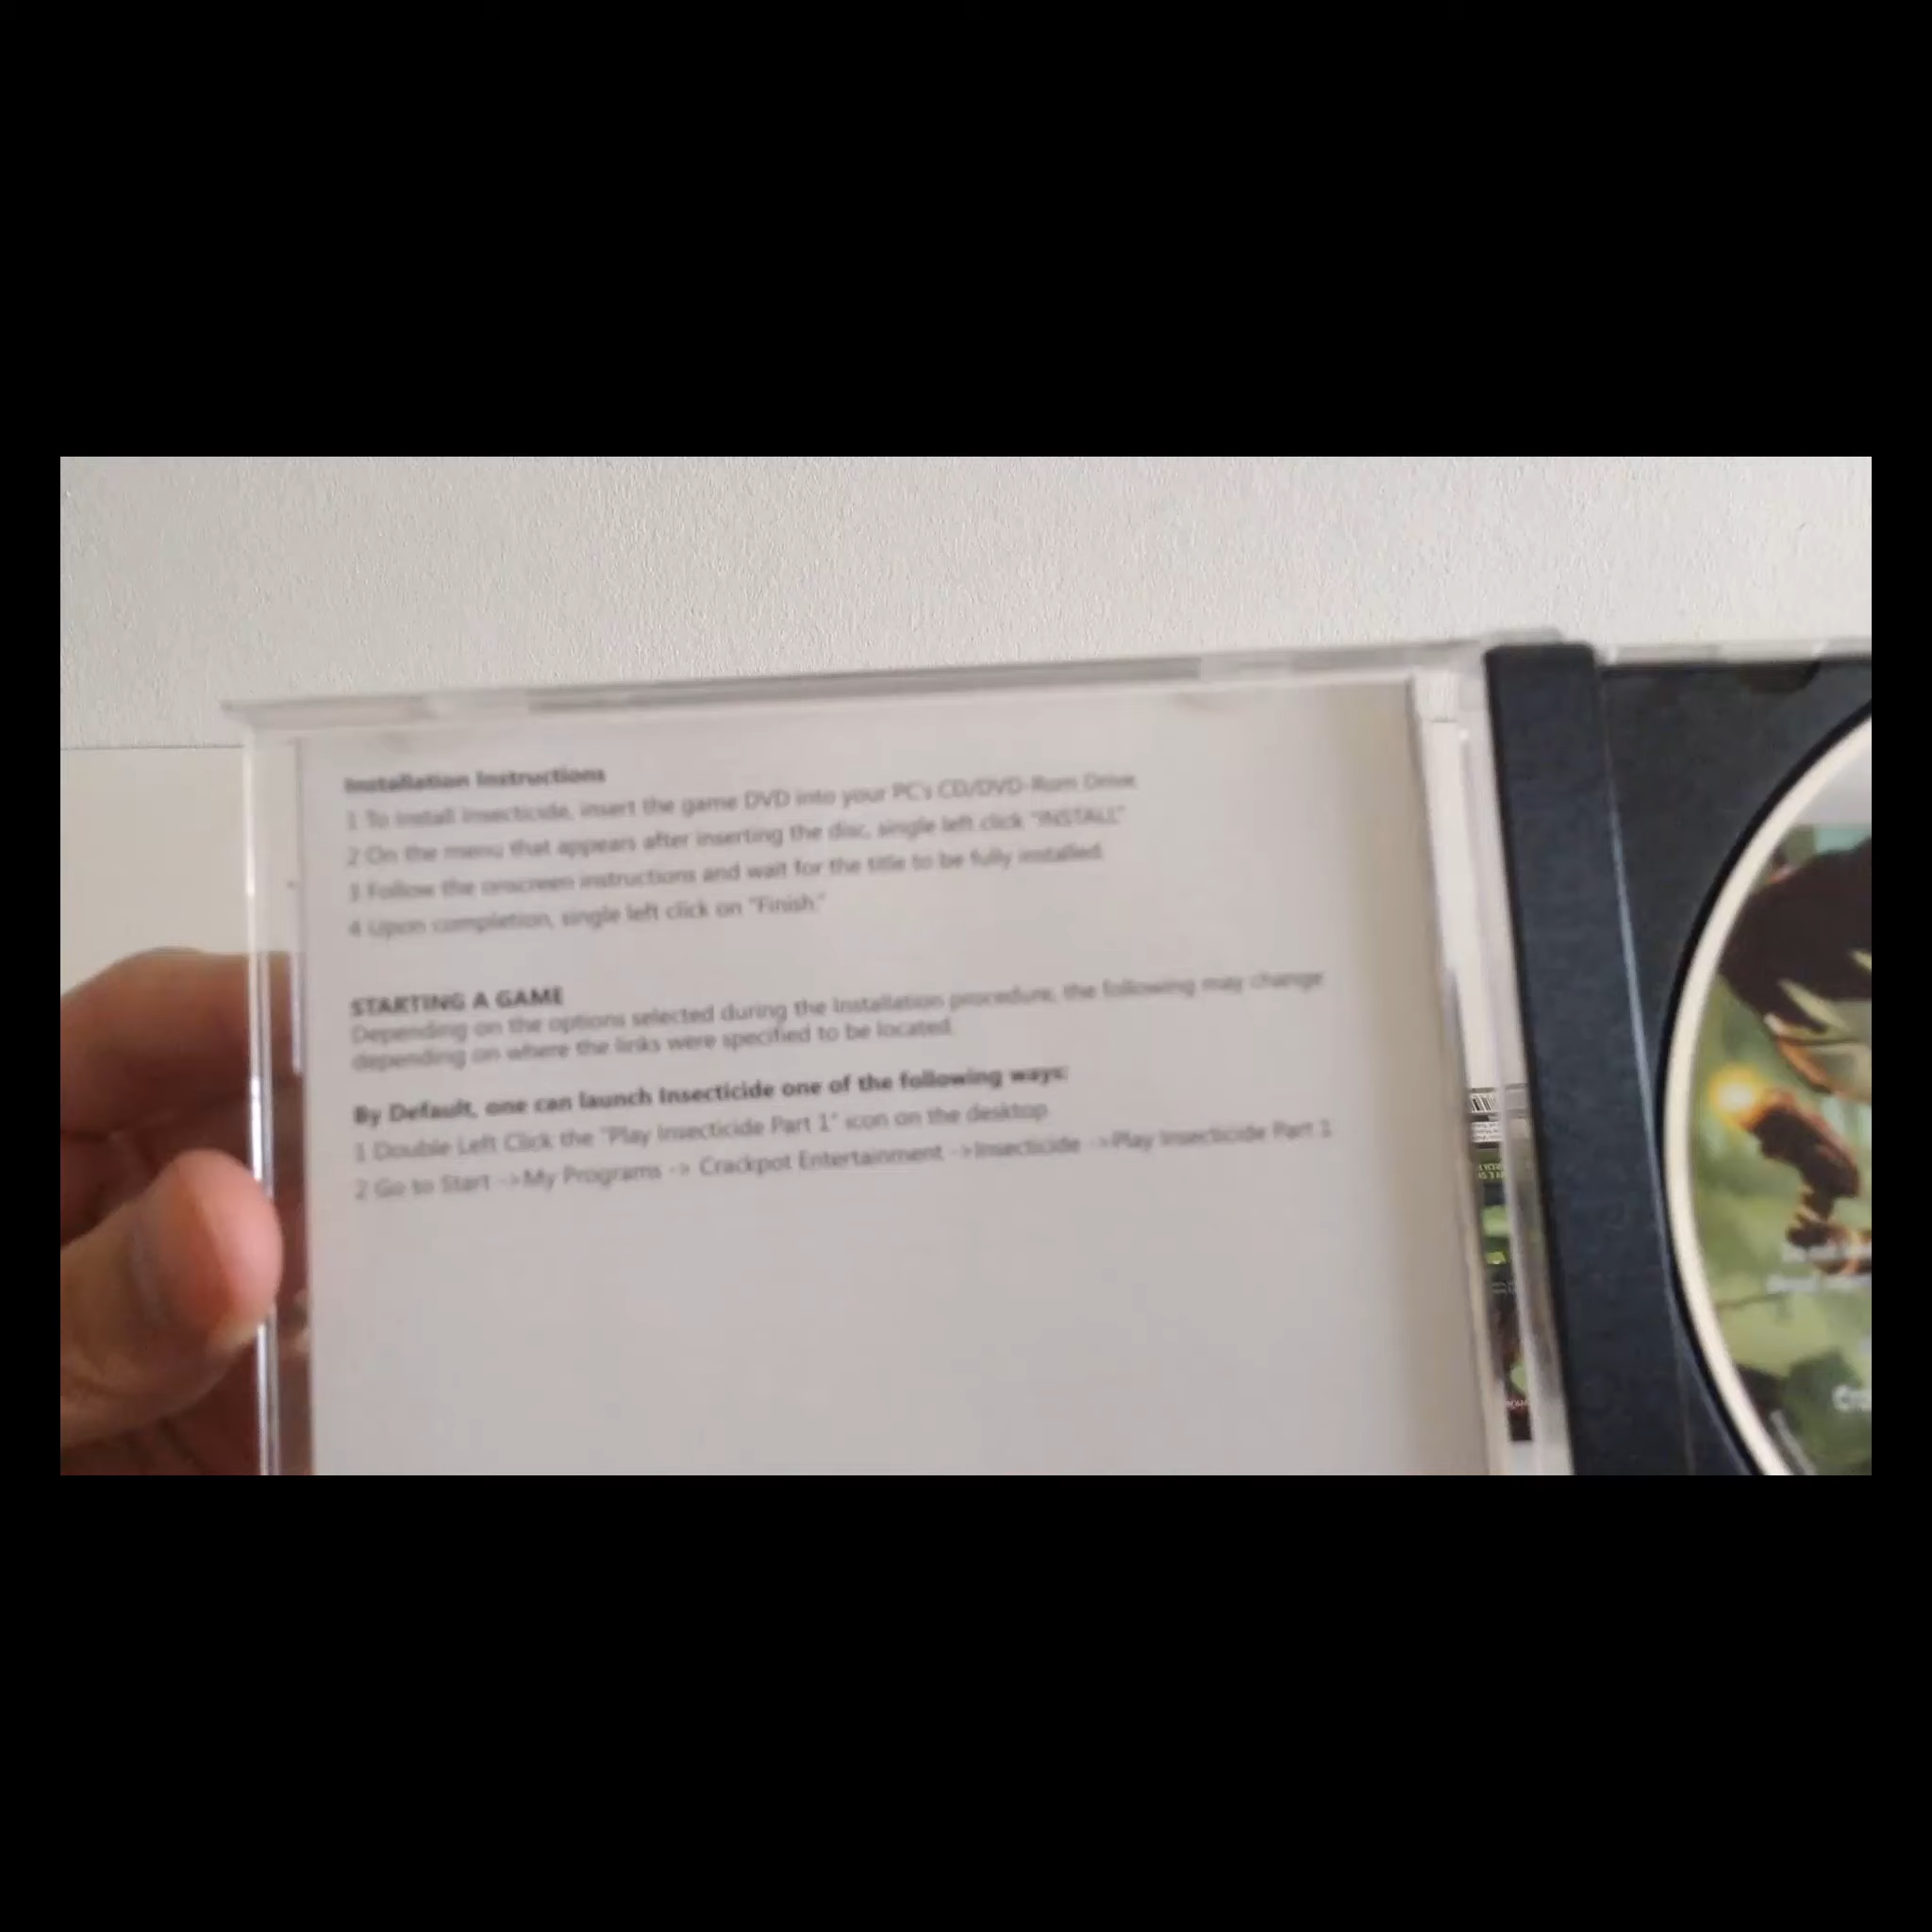 Installation Instructions
1 To install Insecticide, insert the game DVD into your PC's CD/DVD-Rom Drive.
2 On the menu that appears after inserting the disc, single left click "INSTALL"
3 Follow the onscreen instructions and wait for the title to be fully installed.
4 Upon completion, single left click on "Finish."
STARTING A GAME
Depending on the options selected during the Installation procedure, the following may change
depending on where the links were specified to be located.
By Default, one can launch Insecticide one of the following ways:
1 Double Left Click the "Play Insecticide Part 1" icon on the desktop
2 Go to Start ->My Programs -> Crackpot Entertainment ->Insecticide ->Play Insecticide Part 1